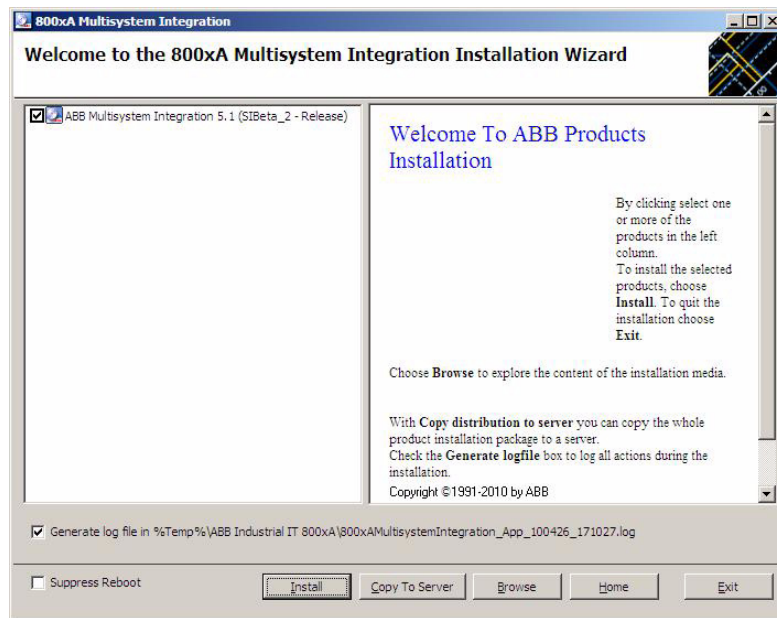 800xA Multisystem Integration
Welcome to the 800xA Multisystem Integration Installation Wizard
ABB Multisystem Integration 5.1 (SIBeta_2 - Release)
Welcome To ABB Products
Installation
By clicking select one
or more of the
products in the left
column.
To install the selected
products, choose
Install. To quit the
installation choose
Exit.
Choose Browse to explore the content of the installation media.
With Copy distribution to server you can copy the whole
product installation package to a server.
Check the Generate logfile box to log all actions during the
installation.
Copyright ©1991-2010 by ABB
Generate log file in %Temp%\ABB Industrial IT 800xA\800xAMultisystemIntegration_App_100426_171027.log
Suppress Reboot
Install
Copy To Server
Browse
Home
Exit